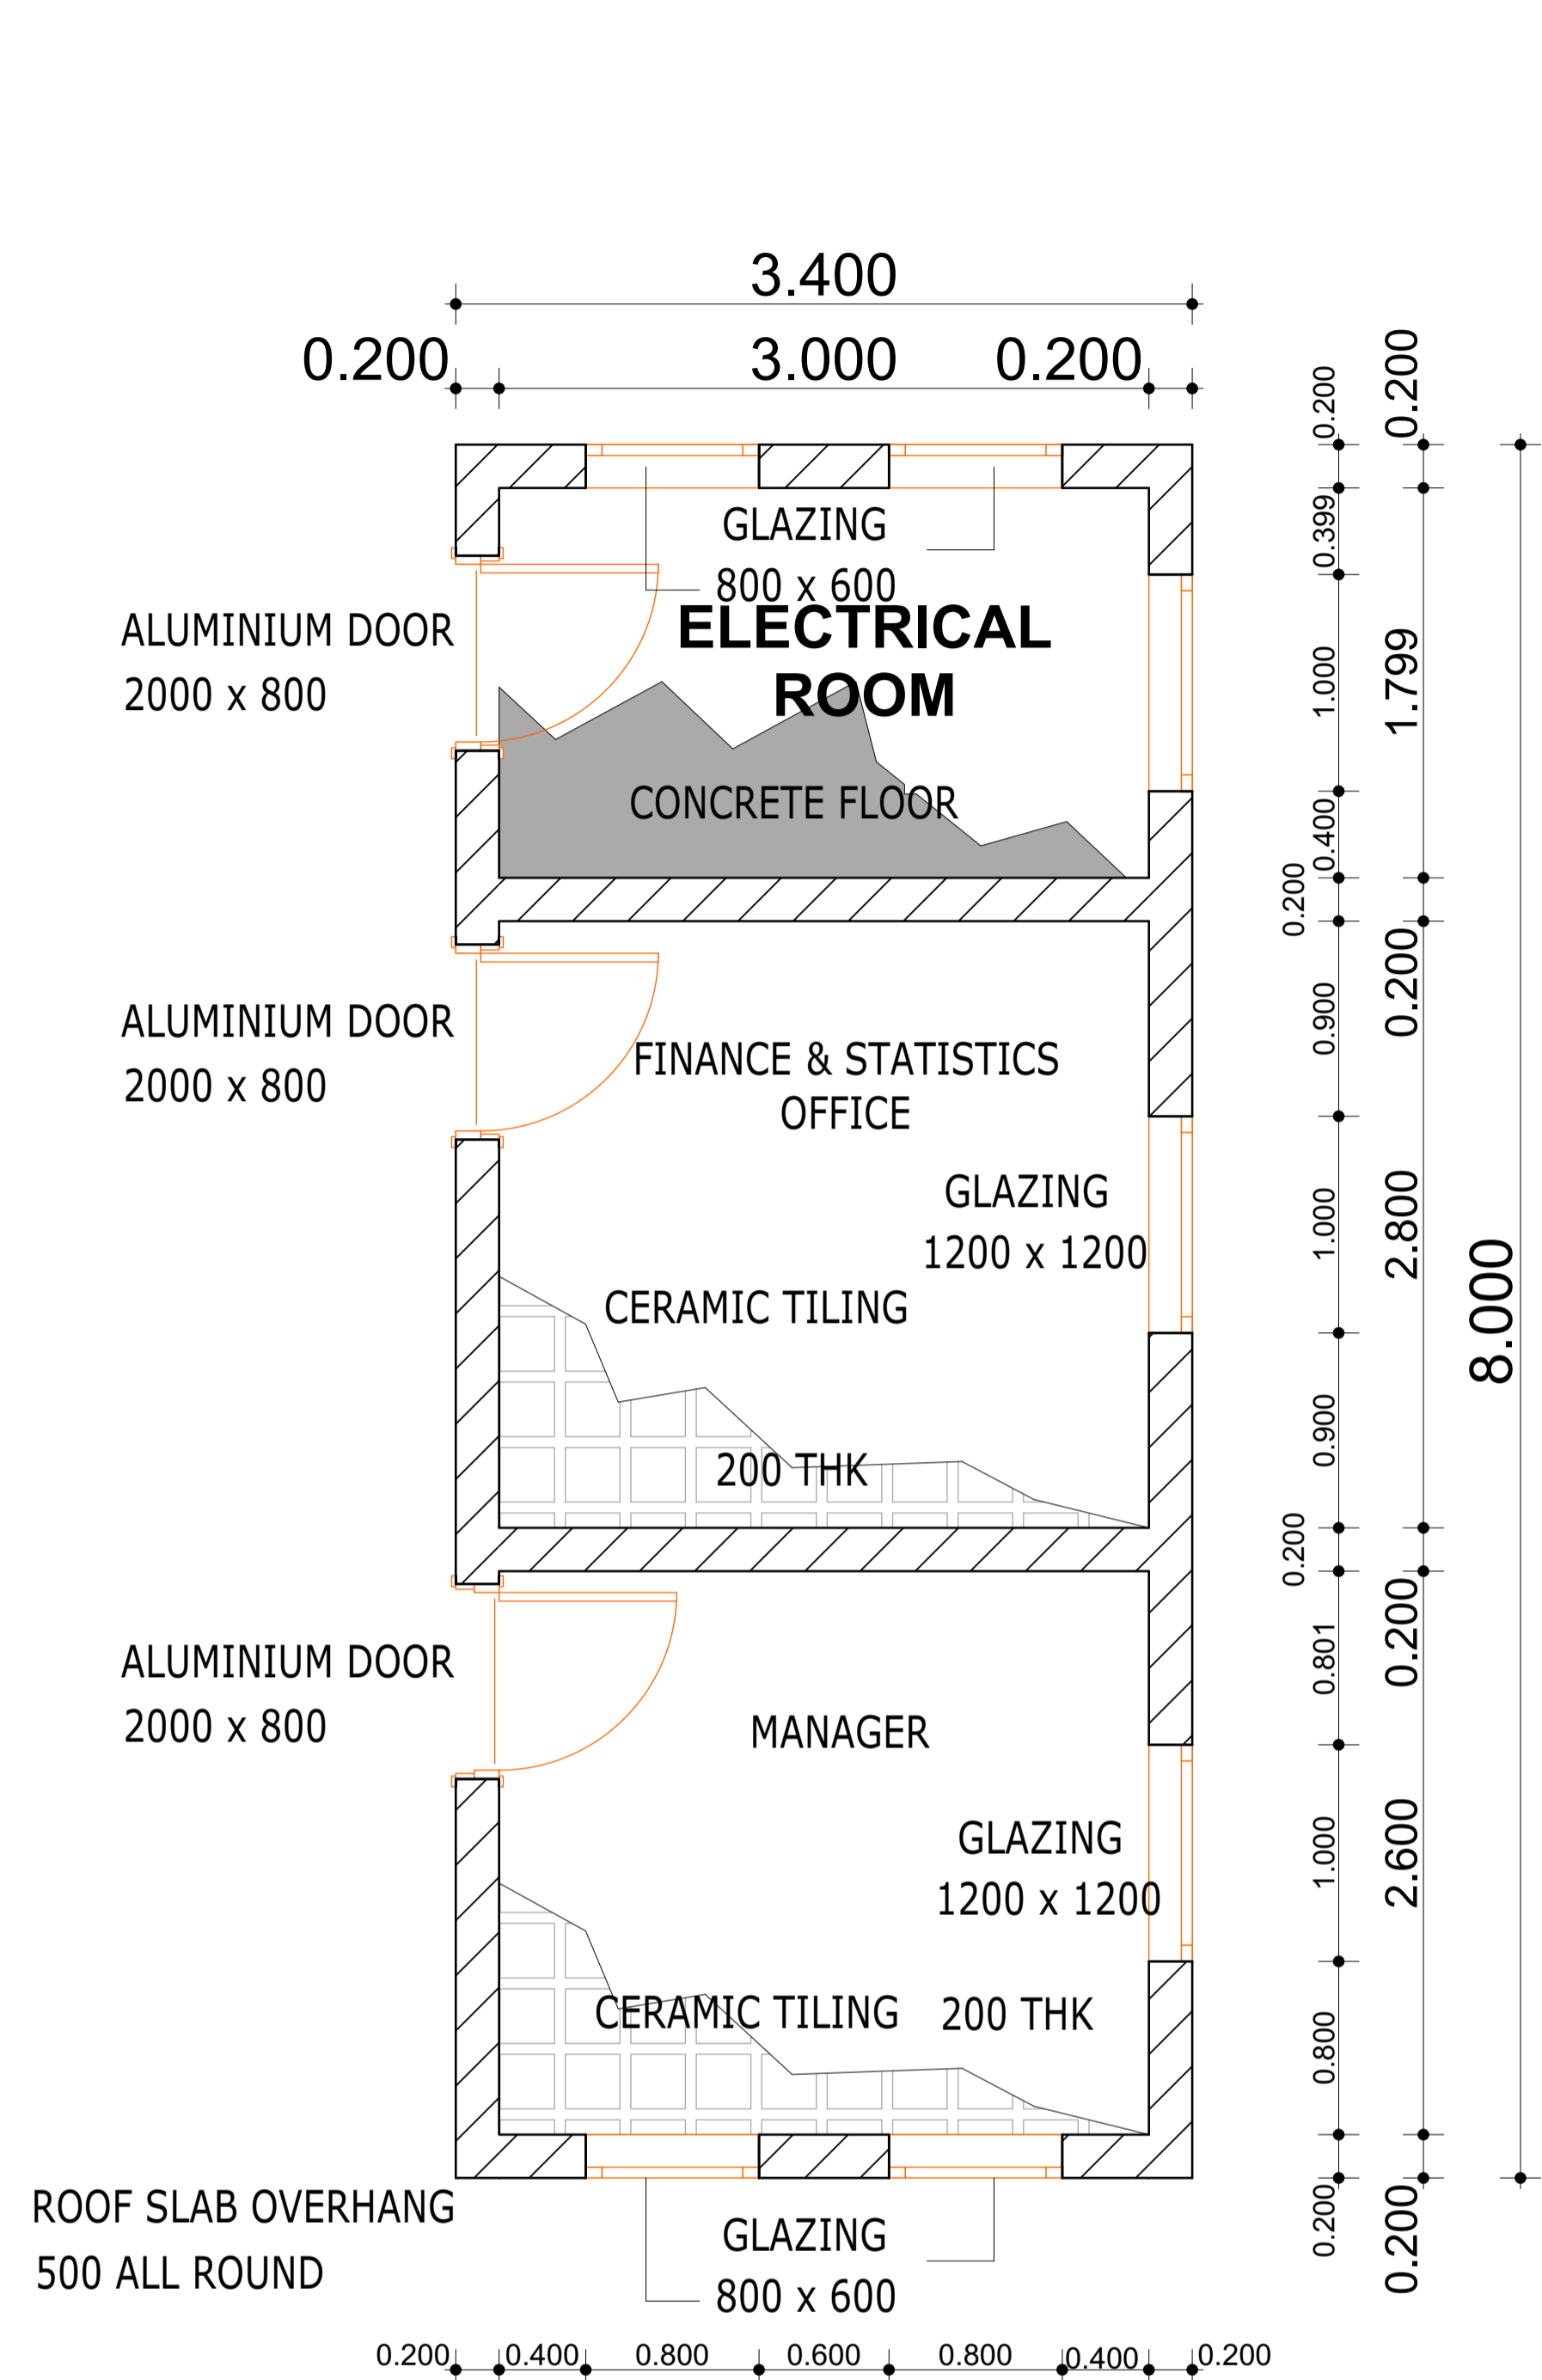 3.400
0.200 3.000 0.200
0.200
0.200
GLAZING
800 x 600
0.399
ELECTRICAL
ROOM
ALUMINIUM DOOR
2000 x 800
1.000
1.799
CONCRETE FLOOR
0.400
0.200
0.200
ALUMINIUM DOOR
2000 x 800
0.900
FINANCE & STATISTICS
OFFICE
GLAZING
1200 x 1200
1.000
2.800
8.000
CERAMIC TILING
0.900
200 THK
0.200
0.200
ALUMINIUM DOOR
2000 x 800
0.801
MANAGER
GLAZING
1200 x 1200
1.000
2.600
CERAMIC TILING 200 THK
0.800
ROOF SLAB OVERHANG
500 ALL ROUND
0.200
0.200
GLAZING
800 x 600
0.200 0.400 0.800 0.600 0.800 0.400 0.200